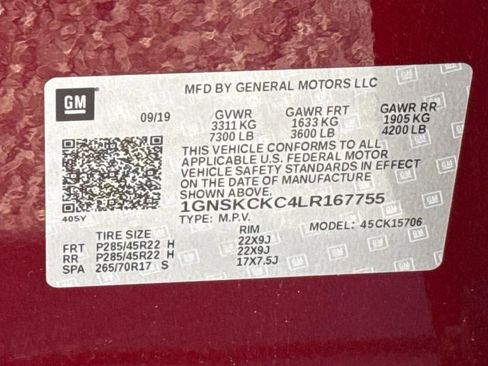 MFD BY GENERAL MOTORS LLC
GM
09/19
GVWR GAWR FRT GAWR RR
3311 KG 1633 KG 1905 KG
7300 LB 3600 LB 4200 LB
THIS VEHICLE CONFORMS TO ALL
APPLICABLE U.S. FEDERAL MOTOR
VEHICLE SAFETY STANDARDS IN EFFECT
ON THE DATE OF MANUFACTURE
SHOWN ABOVE.
1GNSKCKC4LR167755
405Y
TYPE: M.P.V. MODEL: 45CK15706
TIRE SIZE RIM
FRT P285/45R22 H 22X9J
RR P285/45R22 H 22X9J
SPA 265/70R17 S 17X7.5J